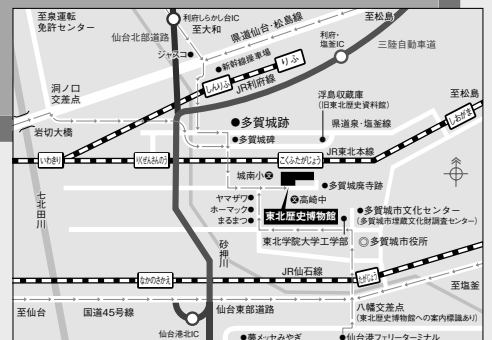 至泉運転
免許センター
利府しらかし台IC
至大和
県道仙台・松島線
至松島
仙台北部道路
ジャスコ
利府・
塩釜IC
三陸自動車道
新幹線操車場
りふ
しんりふ
JR利府線
洞ノ口
交差点
浮島収蔵庫
(旧東北歴史資料館)
至松島
多賀城跡
県道泉・塩釜線
しおがま
岩切大橋
多賀城碑
JR東北本線
いわきり
りくぜんさんのう
こくふたがじょう
城南小
多賀城廃寺跡
七北田川
ヤマザワ
高崎中
ホーマック
まるまつ
東北歴史博物館
多賀城市文化センター
(多賀城市埋蔵文化財調査センター)
砂押川
東北学院大学工学部
多賀城市役所
なかのさかえ
JR仙石線
たがじょう
至塩釜
至仙台
国道45号線
仙台東部道路
八幡交差点
(東北歴史博物館への案内標識あり)
仙台港北IC
夢メッセみやぎ
仙台港フェリーターミナル